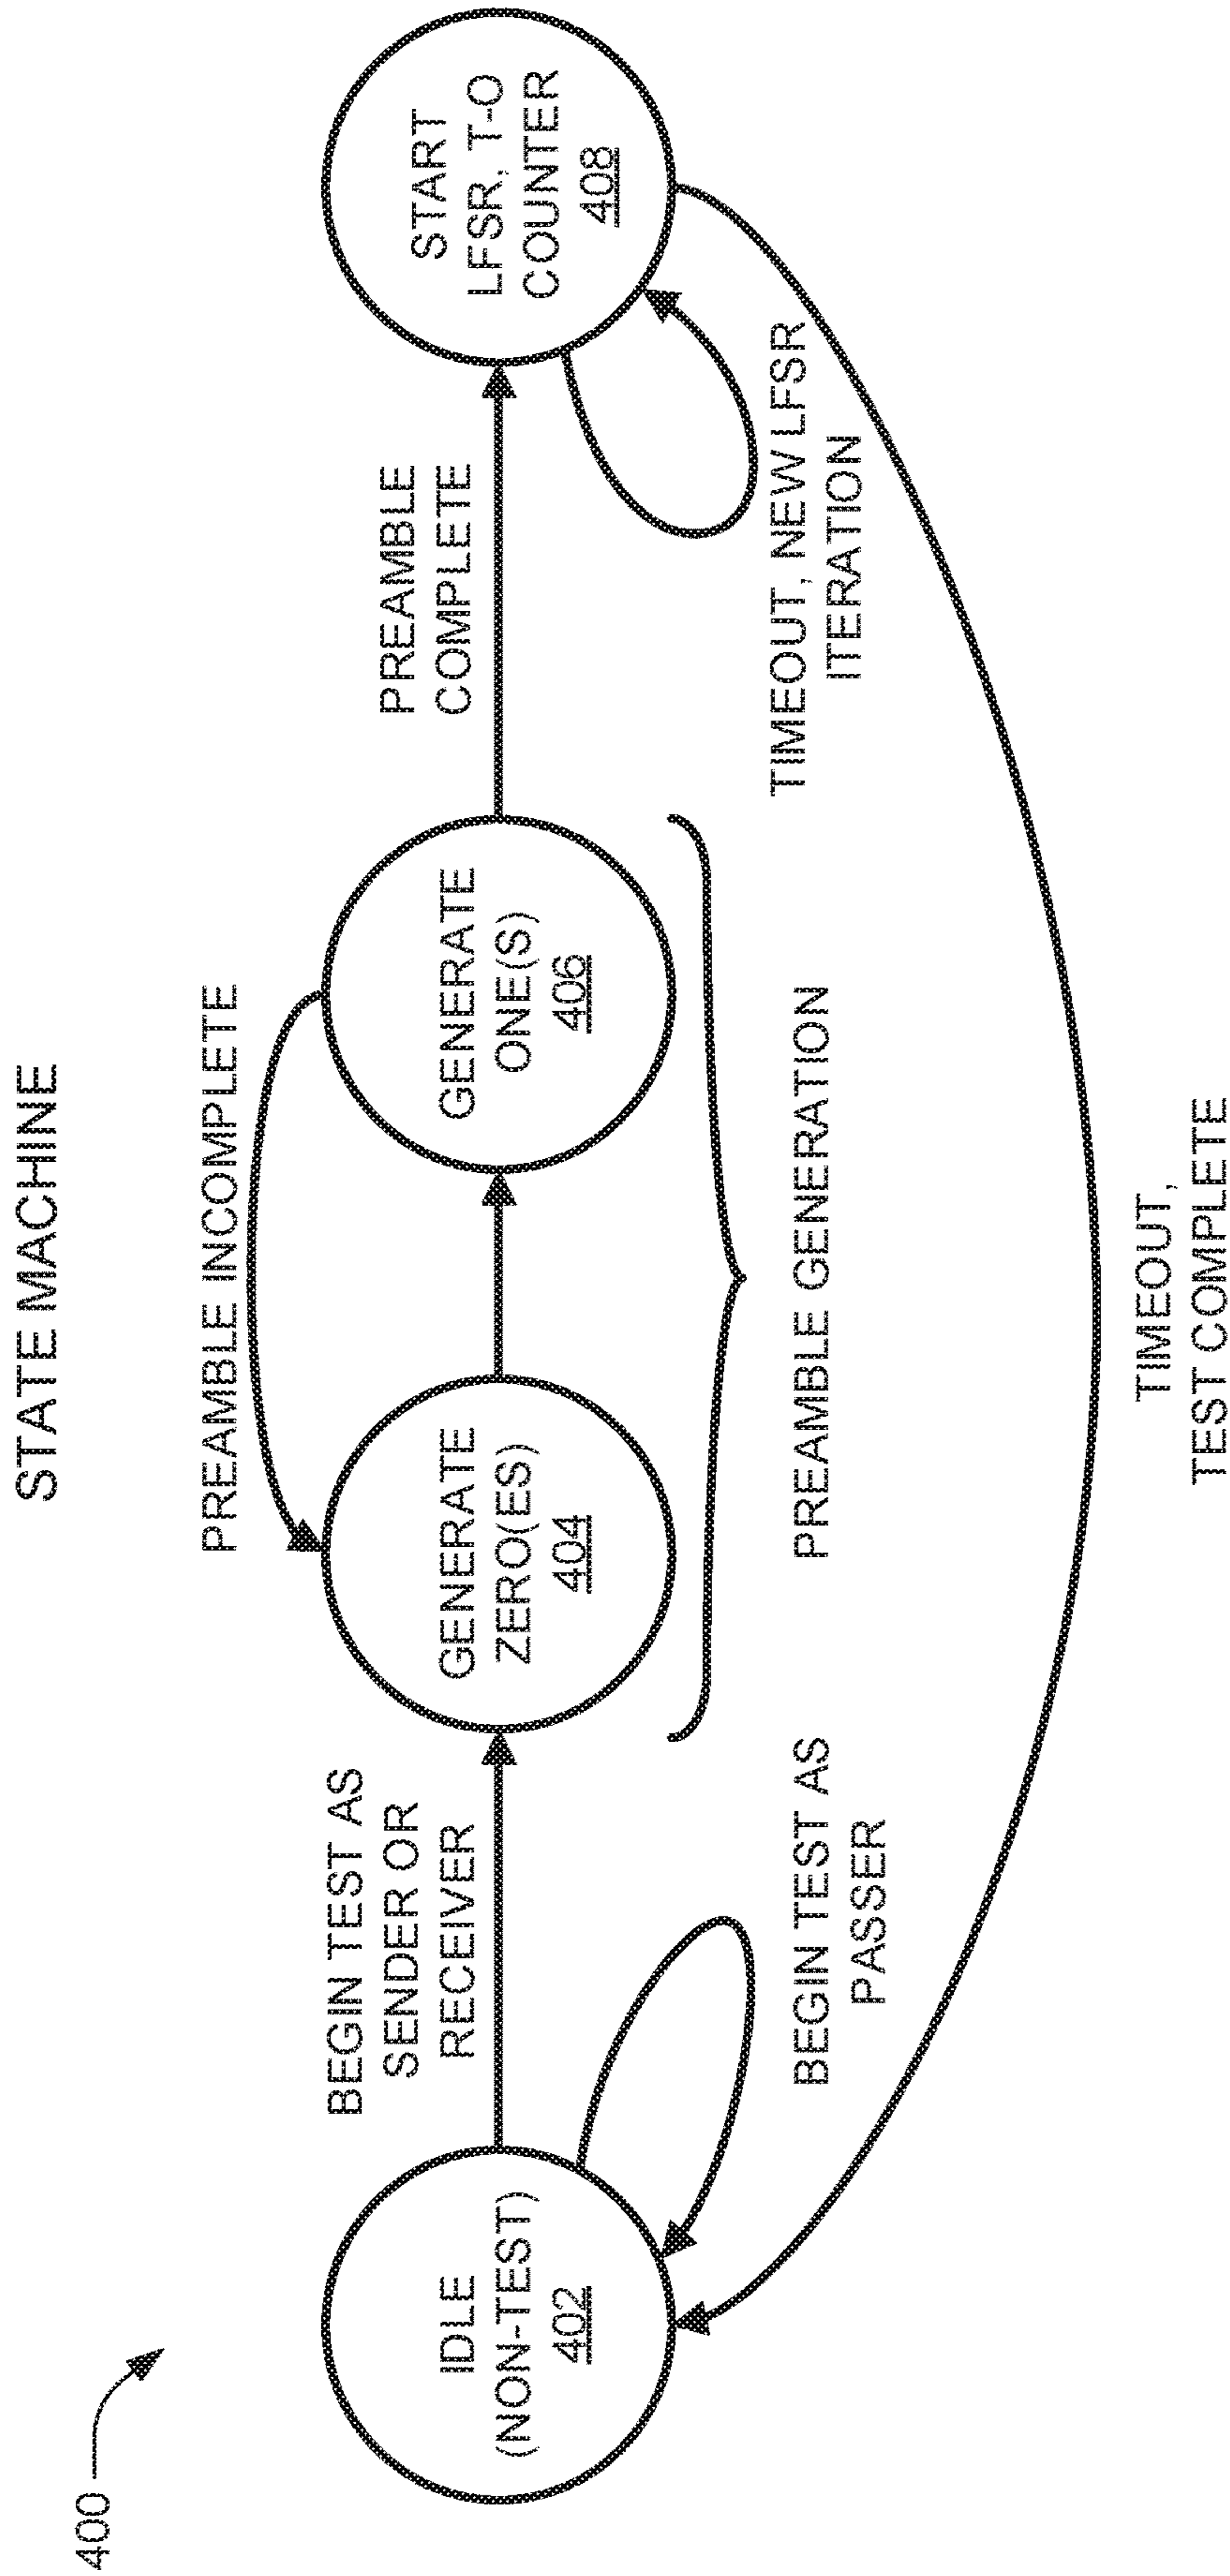 STATE MACHINE
400
PREAMBLE INCOMPLETE
BEGIN TEST AS
SENDER OR
RECEIVER
PREAMBLE
COMPLETE
IDLE
(NON-TEST)
402
GENERATE
ZERO(ES)
404
GENERATE
ONE(S)
406
START
LFSR, T-O
COUNTER
408
BEGIN TEST AS
PASSER
PREAMBLE GENERATION
TIMEOUT, NEW LFSR
ITERATION
TIMEOUT,
TEST COMPLETE